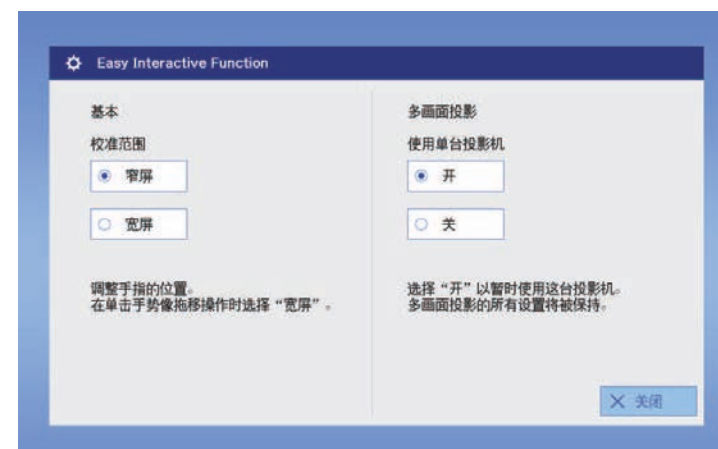 Easy Interactive Function
基本
校准范围
窄屏
宽屏
调整手指的位置。
在单击手势像拖移操作时选择“宽屏”。
多画面投影
使用单台投影机
开
关
选择“开”以暂时使用这台投影机。
多画面投影的所有设置将被保持。
关闭